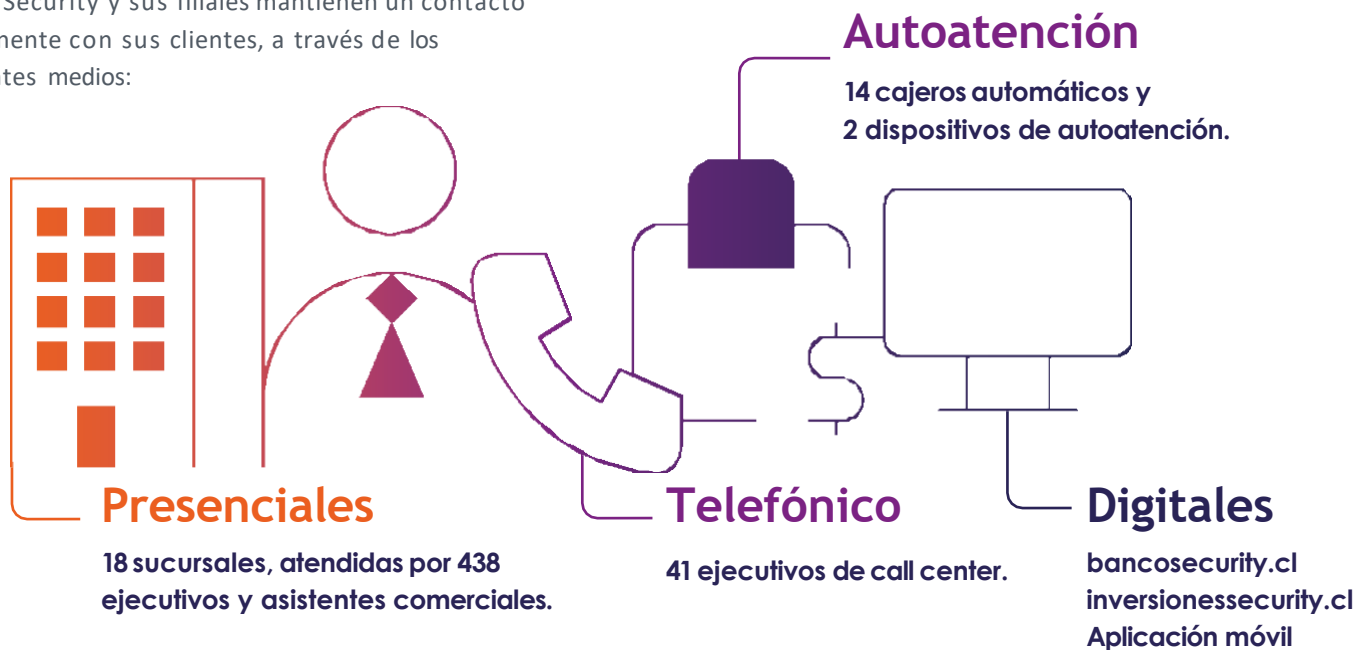 Security y sus filiales mantienen un contacto
mente con sus clientes, a través de los
tes medios:
Autoatención
14 cajeros automáticos y
2 dispositivos de autoatención.
Presenciales
18 sucursales, atendidas por 438
ejecutivos y asistentes comerciales.
Telefónico
41 ejecutivos de call center.
Digitales
bancosecurity.cl
inversionessecurity.cl
Aplicación móvil